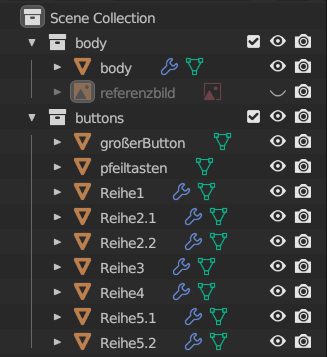 Scene Collection
body
body
referenzbild
buttons
großerButton
pfeiltasten
Reihe1
Reihe2.1
Reihe2.2
Reihe3
Reihe4
Reihe5.1
Reihe5.2